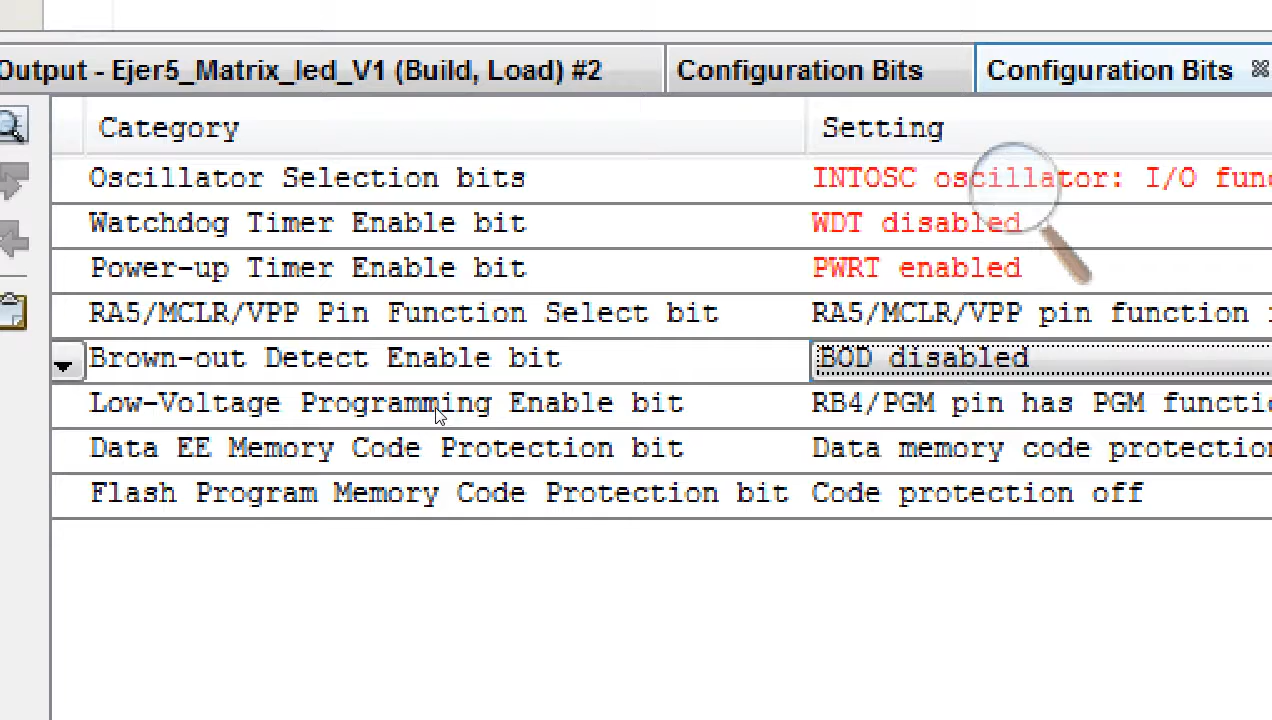 Output - Ejer5_Matrix_led_V1 (Build, Load) #2 Configuration Bits Configuration Bits
Category Setting
Oscillator Selection bits INTOSC oscillator: I/O
Watchdog Timer Enable bit WDT disabled
Power-up Timer Enable bit PWRT enabled
RA5/MCLR/VPP Pin Function Select bit RA5/MCLR/VPP pin function
Brown-out Detect Enable bit BOD disabled
Low-Voltage Programming Enable bit RB4/PGM pin has PGM
Data EE Memory Code Protection bit Data memory code protection
Flash Program Memory Code Protection bit Code protection off